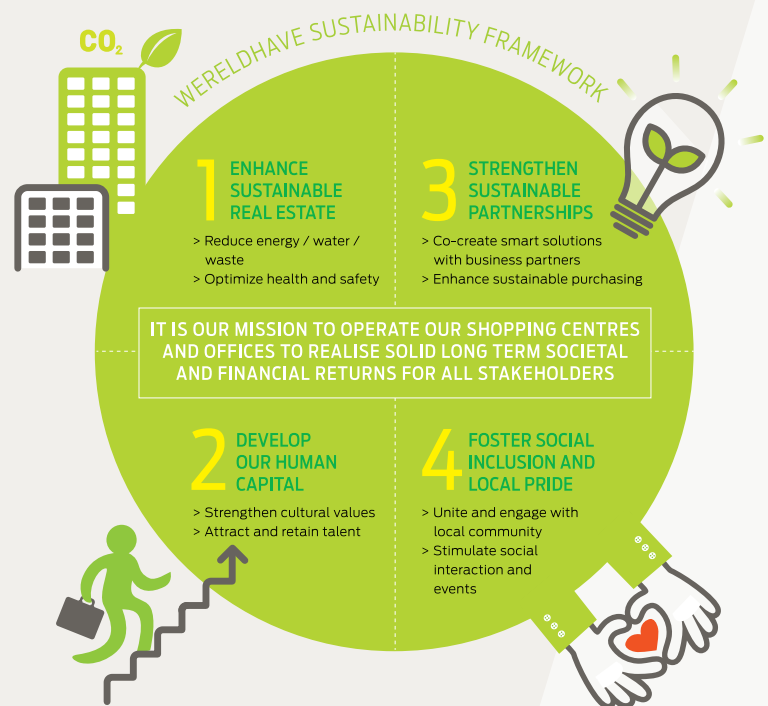 CO₂
WERELDHAVE SUSTAINABILITY FRAMEWORK
1
ENHANCE
SUSTAINABLE
REAL ESTATE
> Reduce energy / water /
waste
> Optimize health and safety
3
STRENGTHEN
SUSTAINABLE
PARTNERSHIPS
> Co-create smart solutions
with business partners
> Enhance sustainable purchasing
IT IS OUR MISSION TO OPERATE OUR SHOPPING CENTRES
AND OFFICES TO REALISE SOLID LONG TERM SOCIETAL
AND FINANCIAL RETURNS FOR ALL STAKEHOLDERS
2
DEVELOP
OUR HUMAN
CAPITAL
> Strengthen cultural values
> Attract and retain talent
4
FOSTER SOCIAL
INCLUSION AND
LOCAL PRIDE
> Unite and engage with
local community
> Stimulate social
interaction and
events